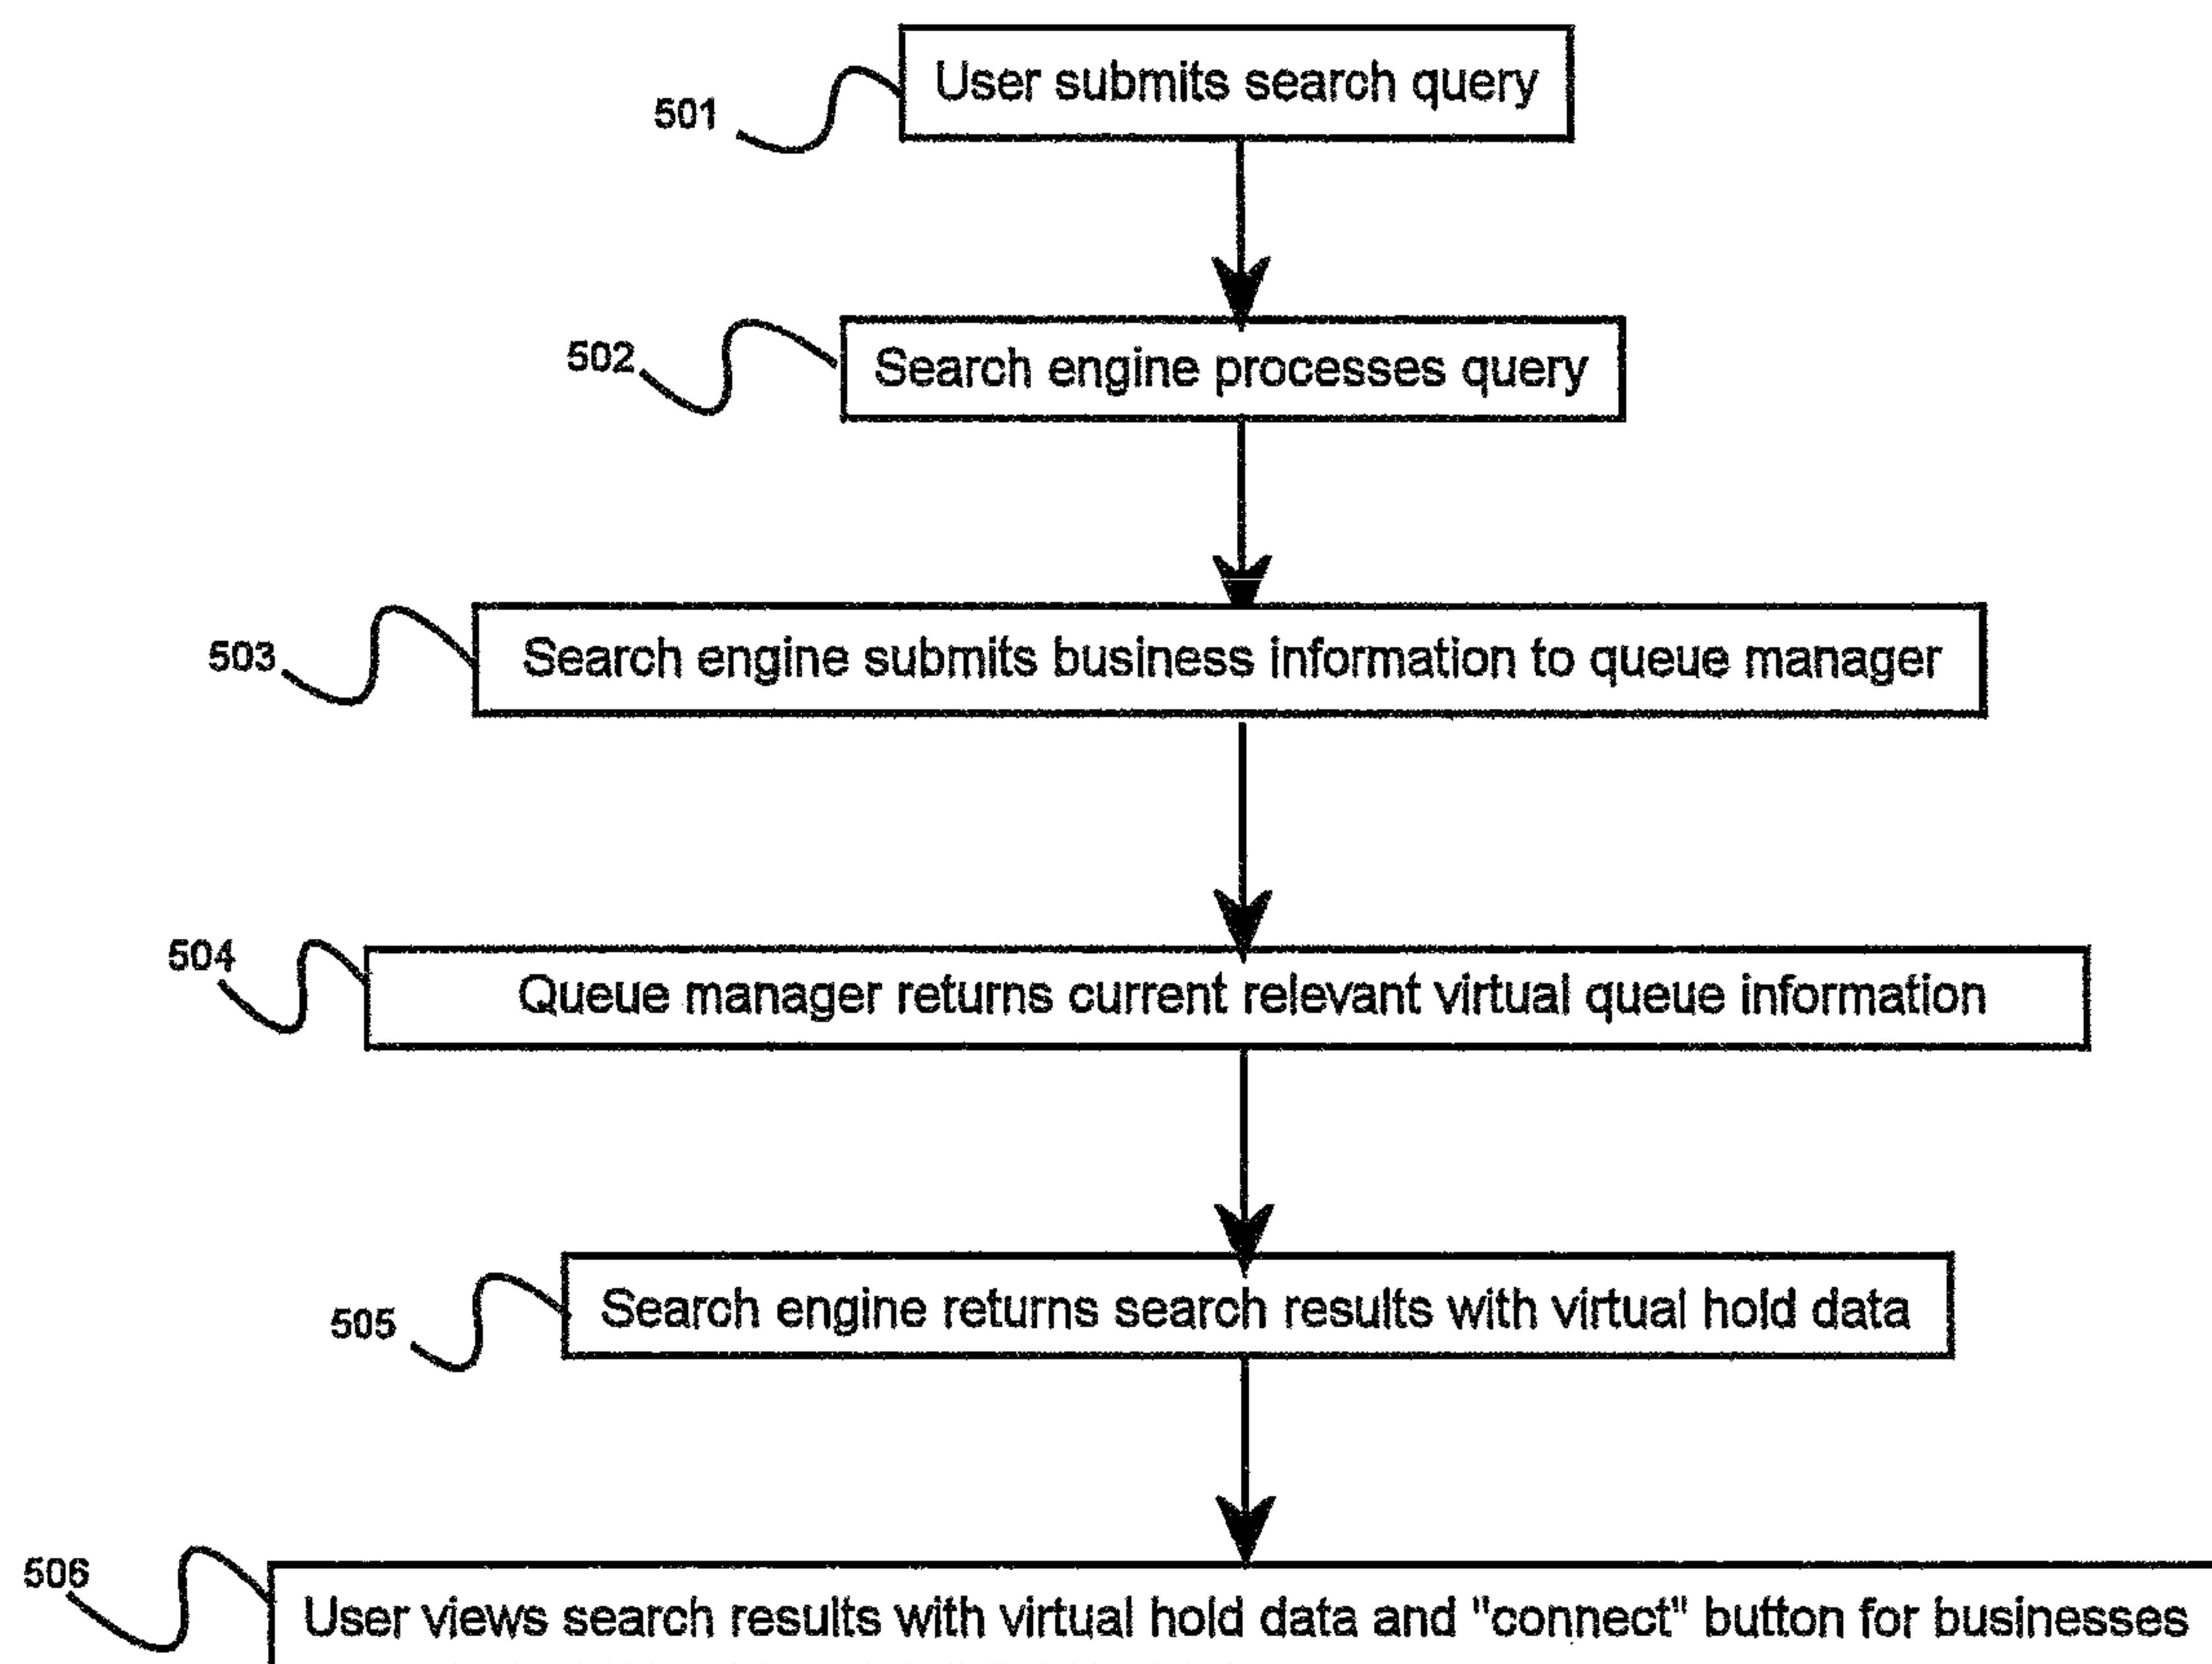 501
User submits search query
502
Search engine processes query
503
Search engine submits business information to queue manager
504
Queue manager returns current relevant virtual queue information
505
Search engine returns search results with virtual hold data
506
User views search results with virtual hold data and "connect" button for businesses